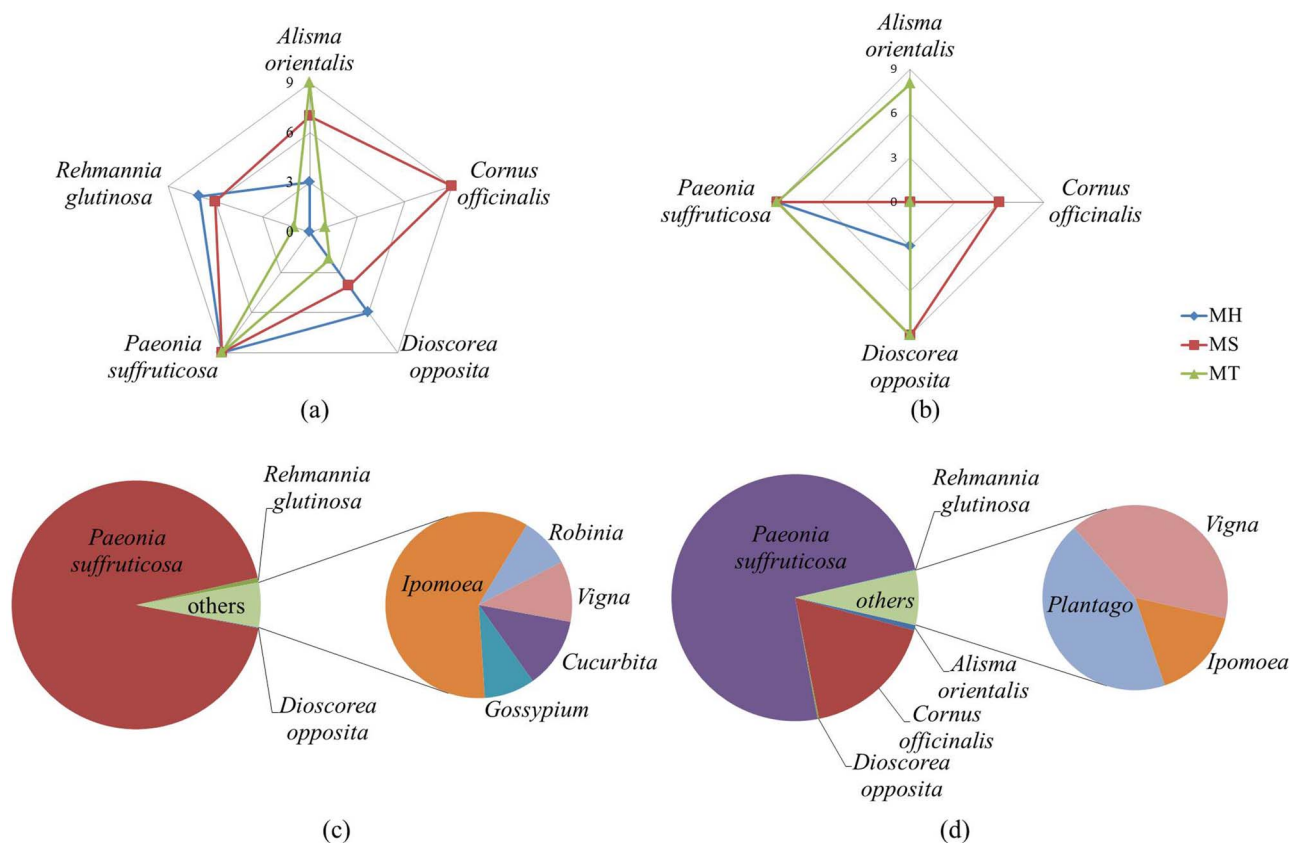 Alisma
orientalis
9
6
3
0
Rehmannia
glutinosa
Cornus
officinalis
Paeonia
suffruticosa
Dioscorea
opposita
(a)
Alisma
orientalis
9
6
3
0
Paeonia
suffruticosa
Cornus
officinalis
Dioscorea
opposita
(b)
MH
MS
MT
Paeonia
suffruticosa
Rehmannia
glutinosa
others
Dioscorea
opposita
Ipomoea
Robinia
Vigna
Cucurbita
Gossypium
(c)
Paeonia
suffruticosa
Rehmannia
glutinosa
others
Alisma
orientalis
Cornus
officinalis
Dioscorea
opposita
Vigna
Plantago
Ipomoea
(d)